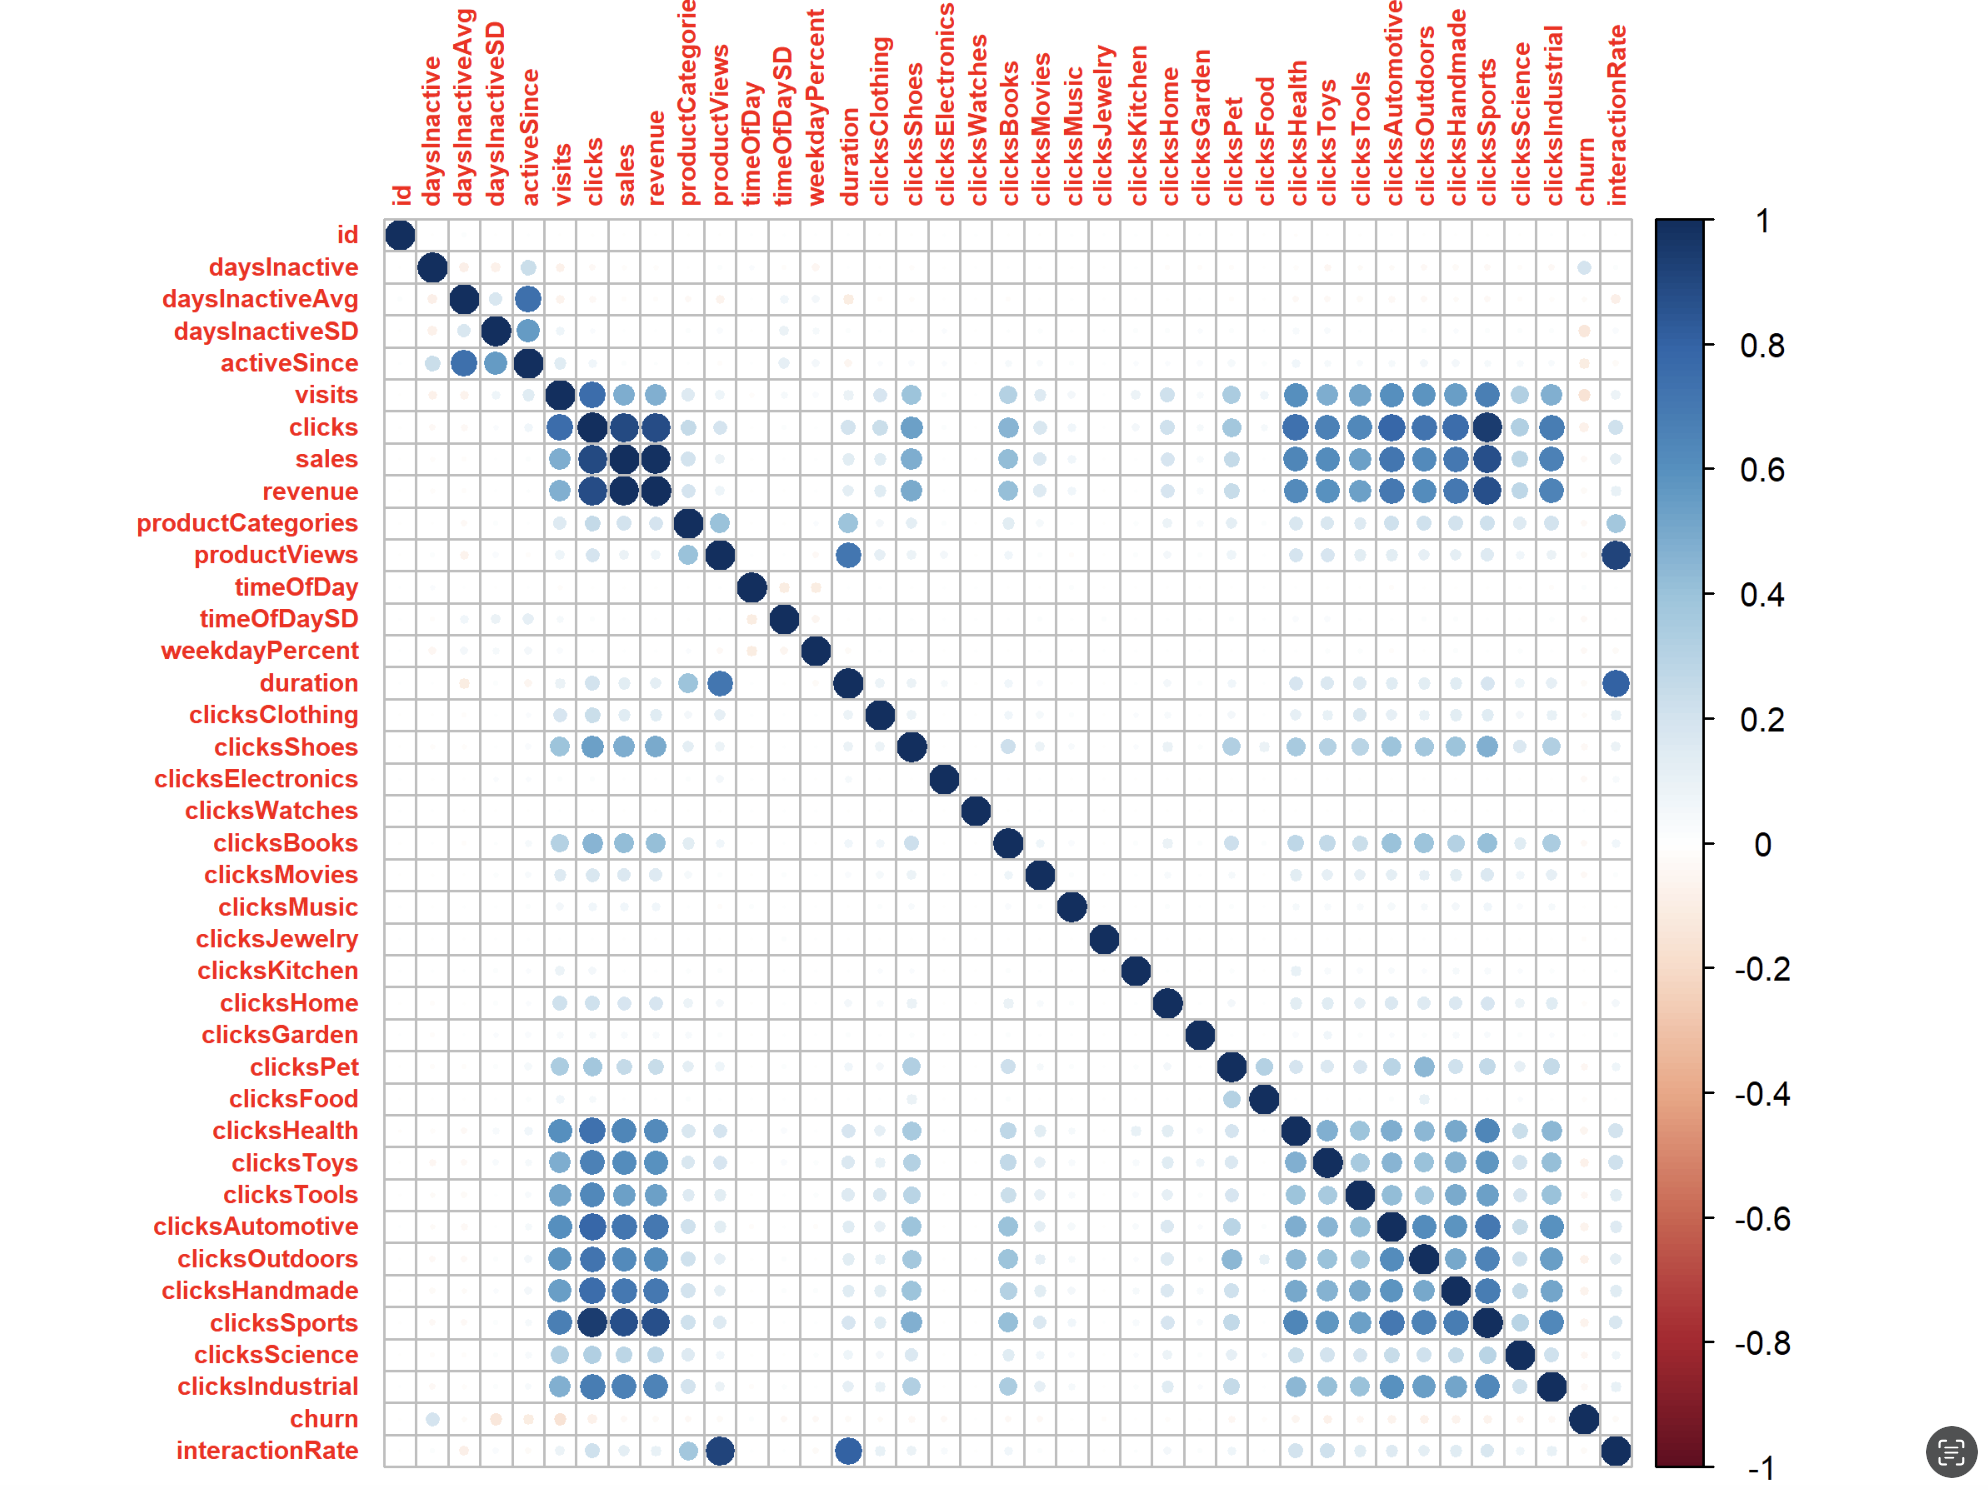 id
daysInactive
daysInactiveAvg
daysInactiveSD
activeSince
visits
clicks
sales
revenue
productCategorie
productViews
timeOfDay
timeOfDaySD
weekdayPercent
duration
clicksClothing
clicksShoes
clicksElectronics
clicksWatches
clicksBooks
clicksMovies
clicksMusic
clicksJewelry
clicksKitchen
clicksHome
clicksGarden
clicksPet
clicksFood
clicksHealth
clicksToys
clicksTools
clicksAutomotive
clicksOutdoors
clicksHandmade
clicksSports
clicksScience
clicksIndustrial
churn
interactionRate
id
daysInactive
daysInactiveAvg
daysInactiveSD
activeSince
visits
clicks
sales
revenue
productCategories
productViews
timeOfDay
timeOfDaySD
weekdayPercent
duration
clicksClothing
clicksShoes
clicksElectronics
clicksWatches
clicksBooks
clicksMovies
clicksMusic
clicksJewelry
clicksKitchen
clicksHome
clicksGarden
clicksPet
clicksFood
clicksHealth
clicksToys
clicksTools
clicksAutomotive
clicksOutdoors
clicksHandmade
clicksSports
clicksScience
clicksIndustrial
churn
interactionRate
1
0.8
0.6
0.4
0.2
0
-0.2
-0.4
-0.6
-0.8
-1